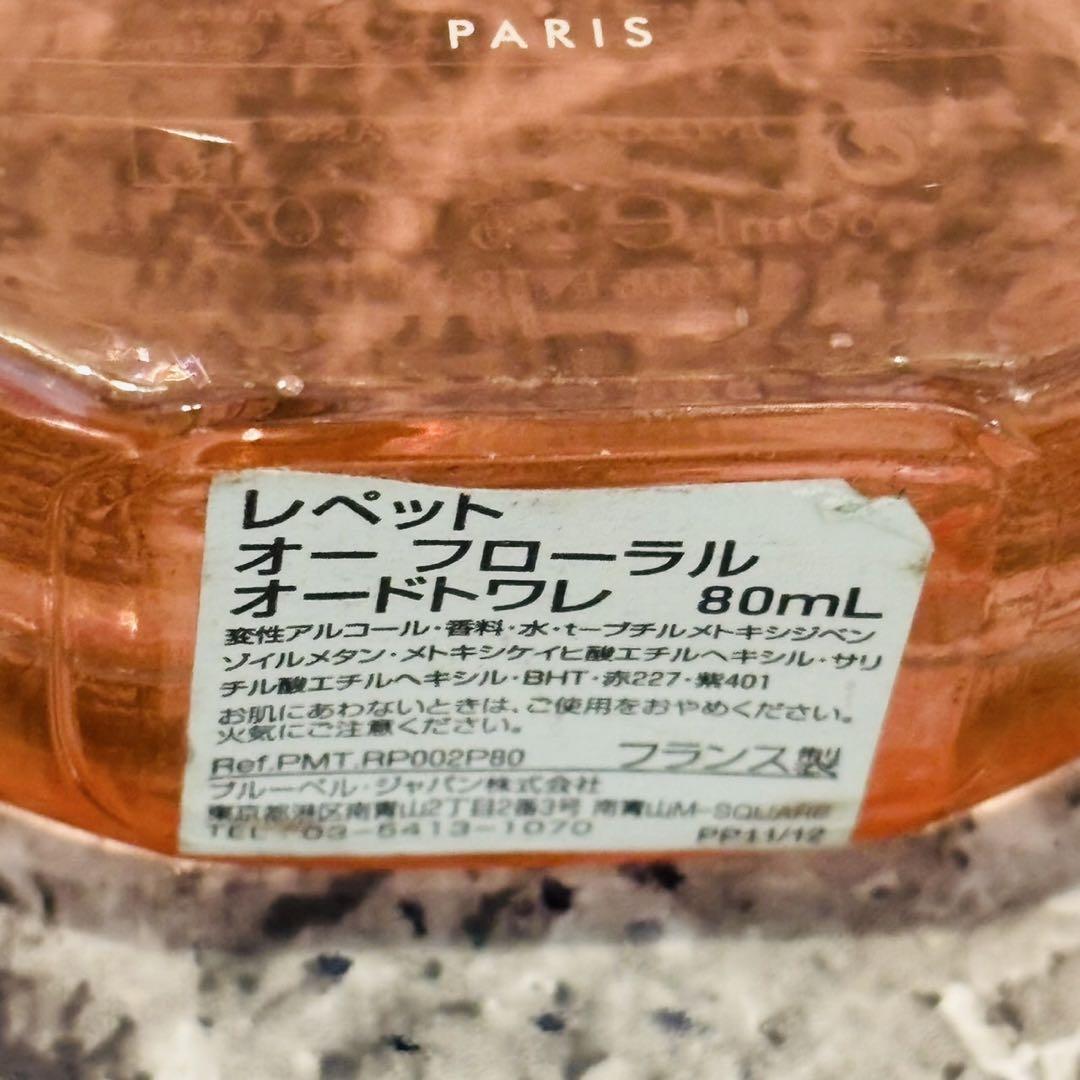 PARIS
レペット
オー フローラル
オードトワレ 80mL
変性アルコール・香料・水・t-ブチルメトキシジベン
ゾイルメタン・メトキシケイヒ酸エチルヘキシル・サリ
チル酸エチルヘキシル・BHT・赤227・紫401
お肌にあわないときは、ご使用をおやめください。
火気にご注意ください。
Ref.PMT.RP002P80 フランス製
ブルーベル・ジャパン株式会社
東京都港区南青山2丁目2番3号 南青山M-SQUARE
TEL 03-5413-1070 PP11/12